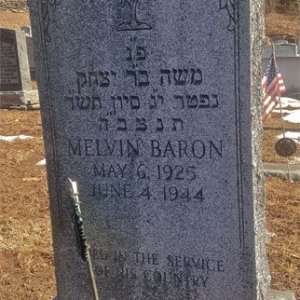 פ נ
משה בר יצחק
נפטר י״ג סיון תש״ד
ת נ צ ב ה
MELVIN BARON
MAY 6, 1925
JUNE 4, 1944
IN THE SERVICE
OF HIS COUNTRY